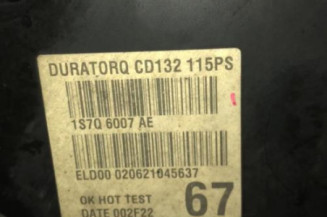 DURATORQ CD132 115PS
1S7Q 6007 AE
ELD00 020621045637
OK HOT TEST
67
DATE 002F22